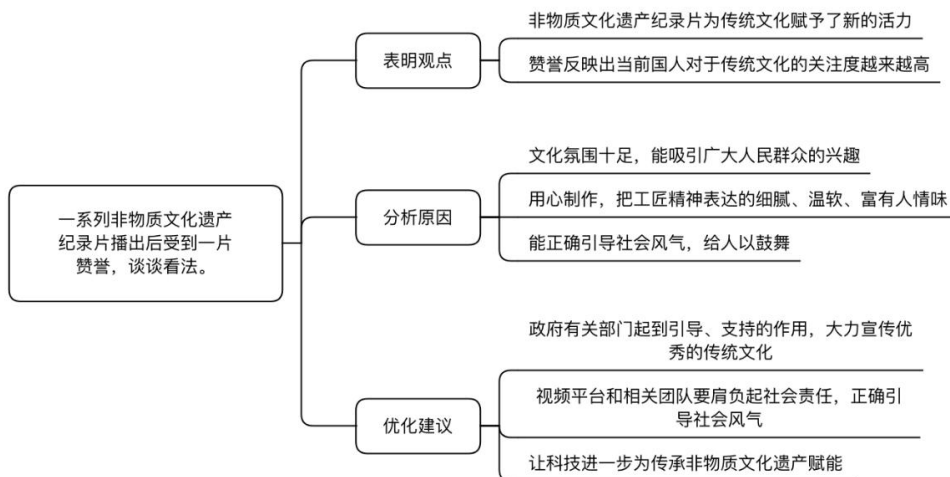 一系列非物质文化遗产
纪录片播出后受到一片
赞誉，谈谈看法。
表明观点
非物质文化遗产纪录片为传统文化赋予了新的活力
赞誉反映出当前国人对于传统文化的关注度越来越高
分析原因
文化氛围十足，能吸引广大人民群众的兴趣
用心制作，把工匠精神表达的细腻、温软、富有人情味
能正确引导社会风气，给人以鼓舞
优化建议
政府有关部门起到引导、支持的作用，大力宣传优
秀的传统文化
视频平台和相关团队要肩负起社会责任，正确引
导社会风气
让科技进一步为传承非物质文化遗产赋能